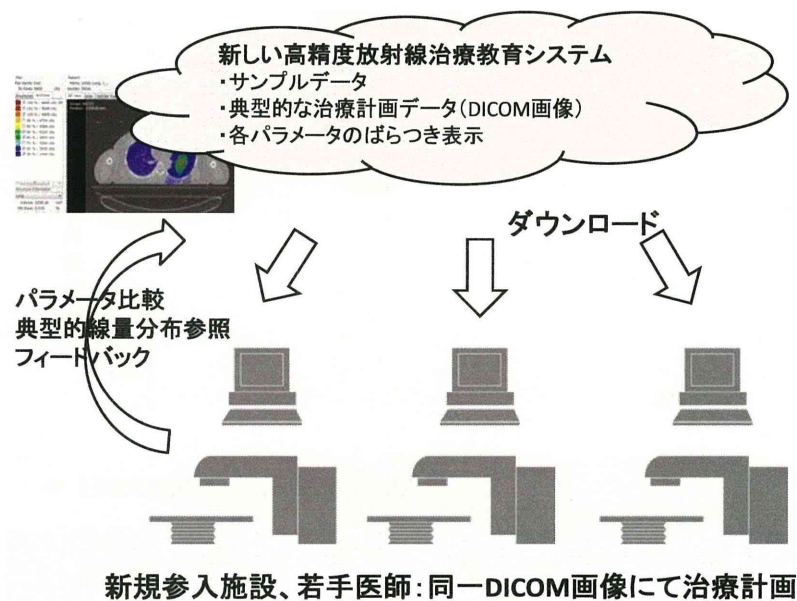 新しい高精度放射線治療教育システム
・サンプルデータ
・典型的な治療計画データ(DICOM画像)
・各パラメータのばらつき表示
ダウンロード
パラメータ比較
典型的線量分布参照
フィードバック
新規参入施設、若手医師:同一DICOM画像にて治療計画